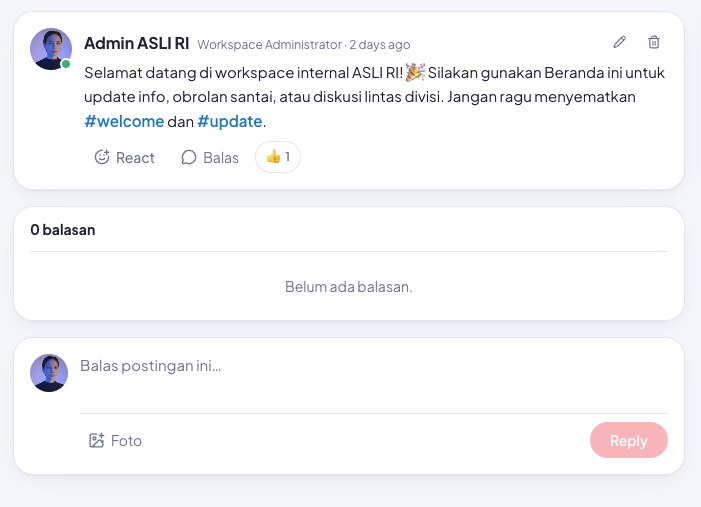 Admin ASLI RI Workspace Administrator · 2 days ago
Selamat datang di workspace internal ASLI RI! 🎉 Silakan gunakan Beranda ini untuk
update info, obrolan santai, atau diskusi lintas divisi. Jangan ragu menyematkan
#welcome dan #update.
React Balas 👍 1
0 balasan
Belum ada balasan.
Balas postingan ini...
Foto Reply